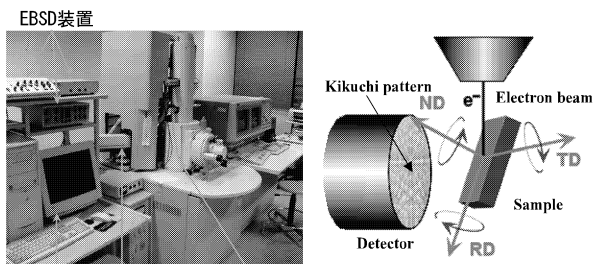 EBSD装置
Kikuchi pattern
ND
e⁻
Electron beam
TD
Sample
Detector
RD